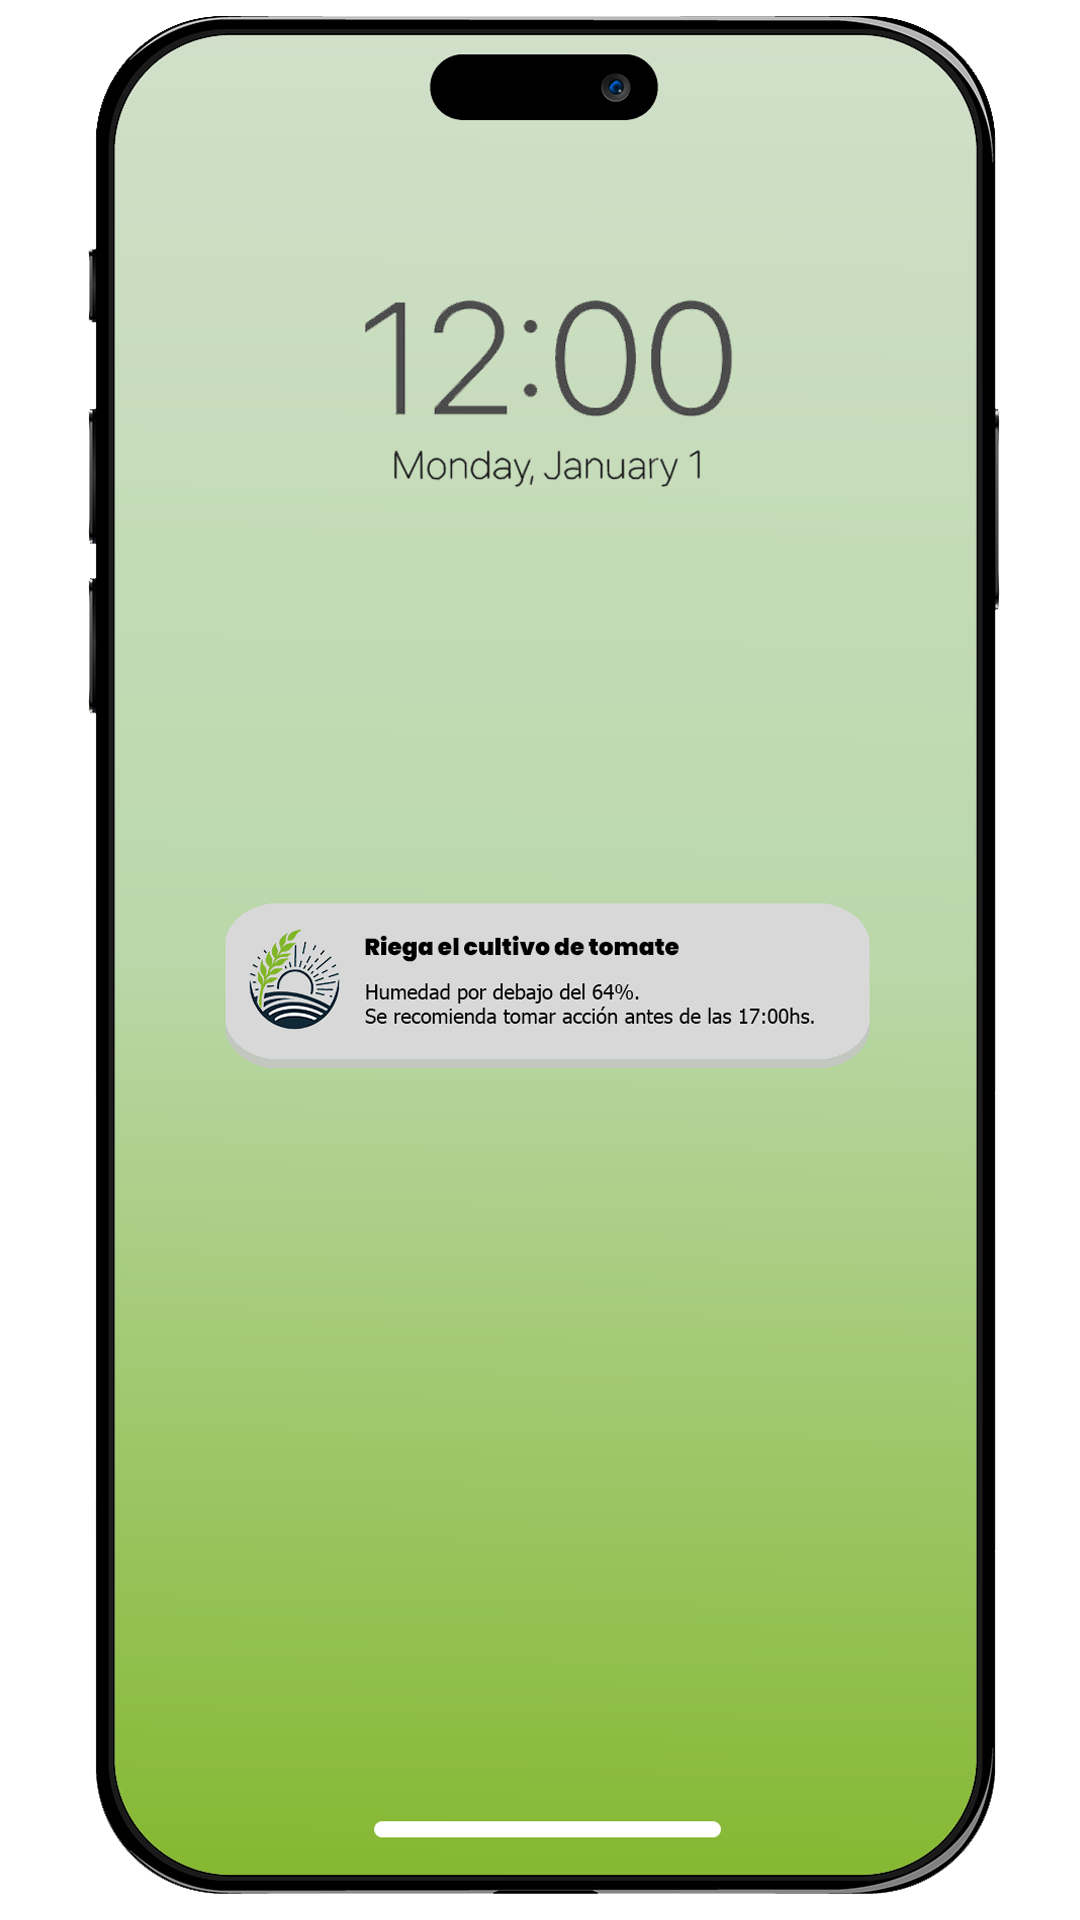 12:00
Monday, January 1
Riega el cultivo de tomate
Humedad por debajo del 64%.
Se recomienda tomar acción antes de las 17:00hs.